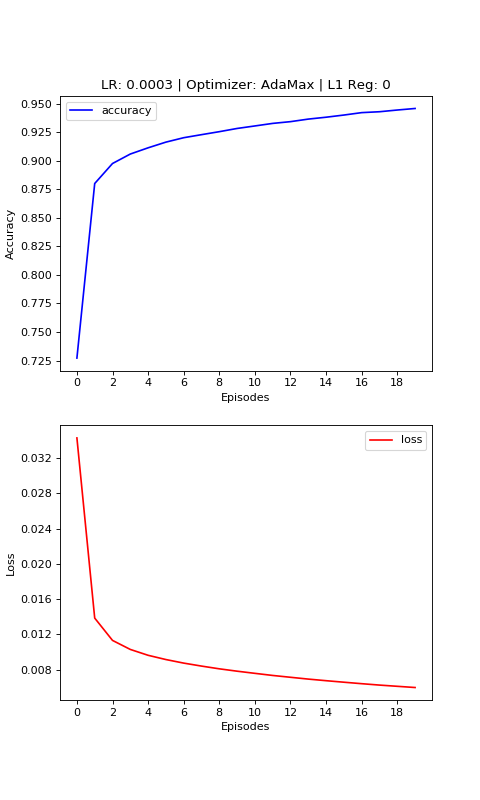 LR: 0.0003 | Optimizer: AdaMax | L1 Reg: 0
accuracy
0.950
0.925
0.900
0.875
0.850
0.825
0.800
0.775
0.750
0.725
Accuracy
0 2 4 6 8 10 12 14 16 18
Episodes
loss
0.032
0.028
0.024
0.020
0.016
0.012
0.008
Loss
0 2 4 6 8 10 12 14 16 18
Episodes